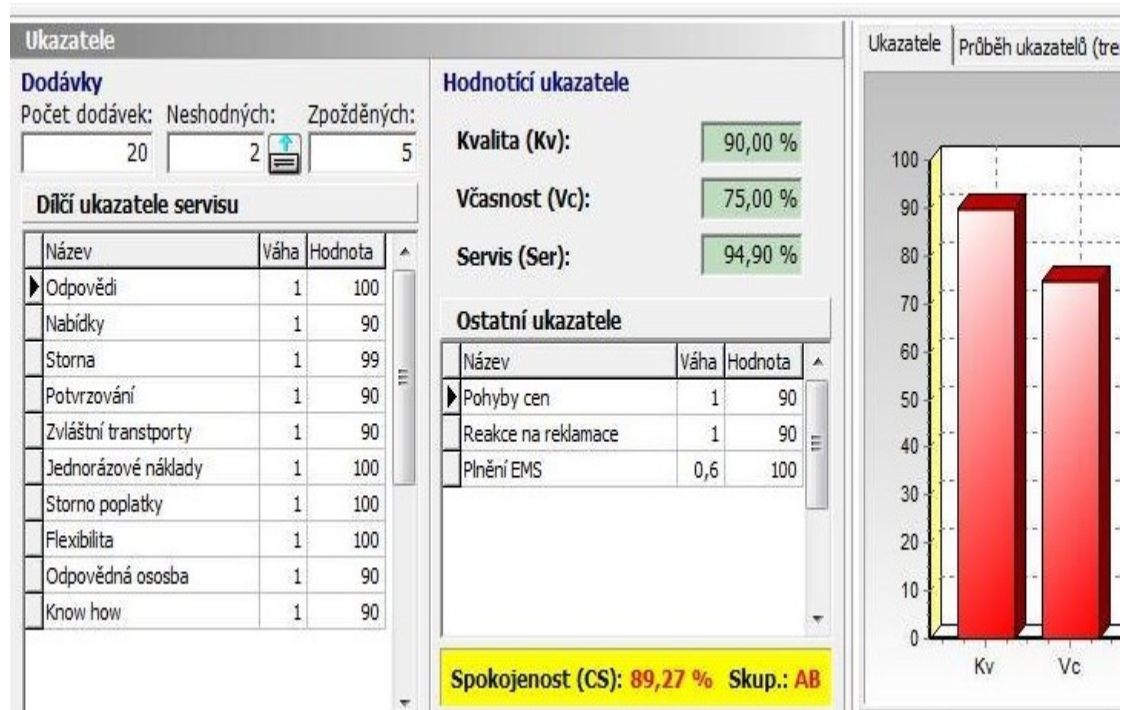 Ukazatele
Dodávky
Počet dodávek: Neshodných: Zpožděných:
20 2 5
Dílčí ukazatele servisu
Název Váha Hodnota
Odpovědi 1 100
Nabídky 1 90
Storna 1 99
Potvrzování 1 90
Zvláštní transtporty 1 90
Jednorázové náklady 1 100
Storno poplatky 1 100
Flexibilita 1 100
Odpovědná ososba 1 90
Know how 1 90
Hodnotící ukazatele
Kvalita (Kv): 90,00 %
Včasnost (Vc): 75,00 %
Servis (Ser): 94,90 %
Ostatní ukazatele
Název Váha Hodnota
Pohyby cen 1 90
Reakce na reklamace 1 90
Plnění EMS 0,6 100
Spokojenost (CS): 89,27 % Skup.: AB
Ukazatele Průběh ukazatelů (tre
100
90
80
70
60
50
40
30
20
10
0
Kv Vc